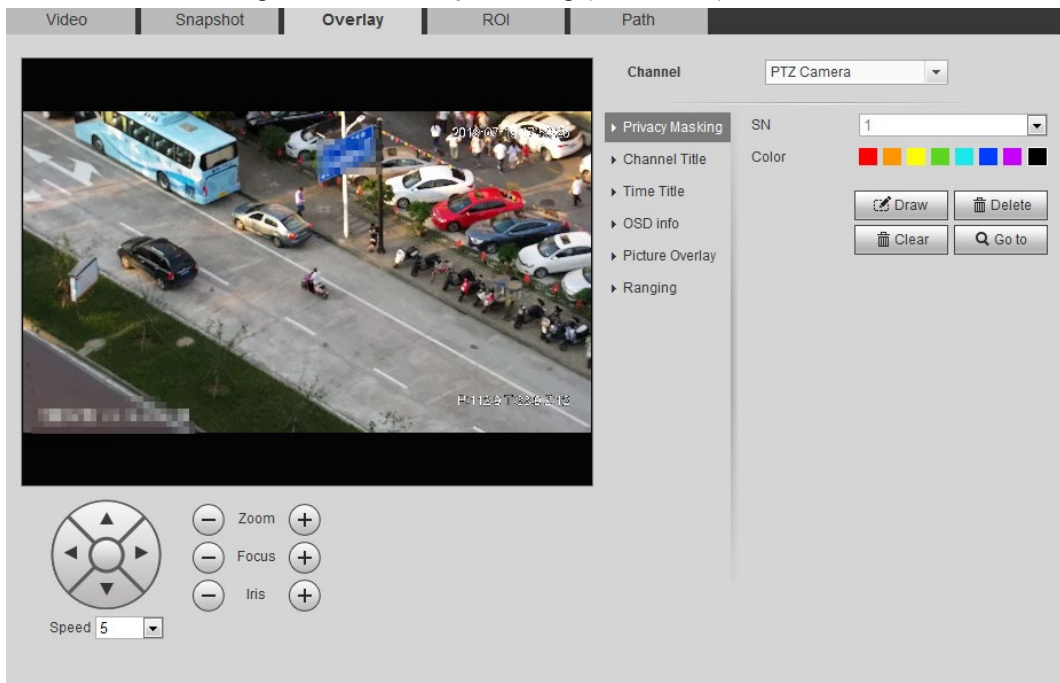 Video Snapshot Overlay ROI Path
Channel PTZ Camera
Privacy Masking
Channel Title
Time Title
OSD info
Picture Overlay
Ranging
SN 1
Color
Draw Delete
Clear Go to
Zoom
Focus
Iris
Speed 5